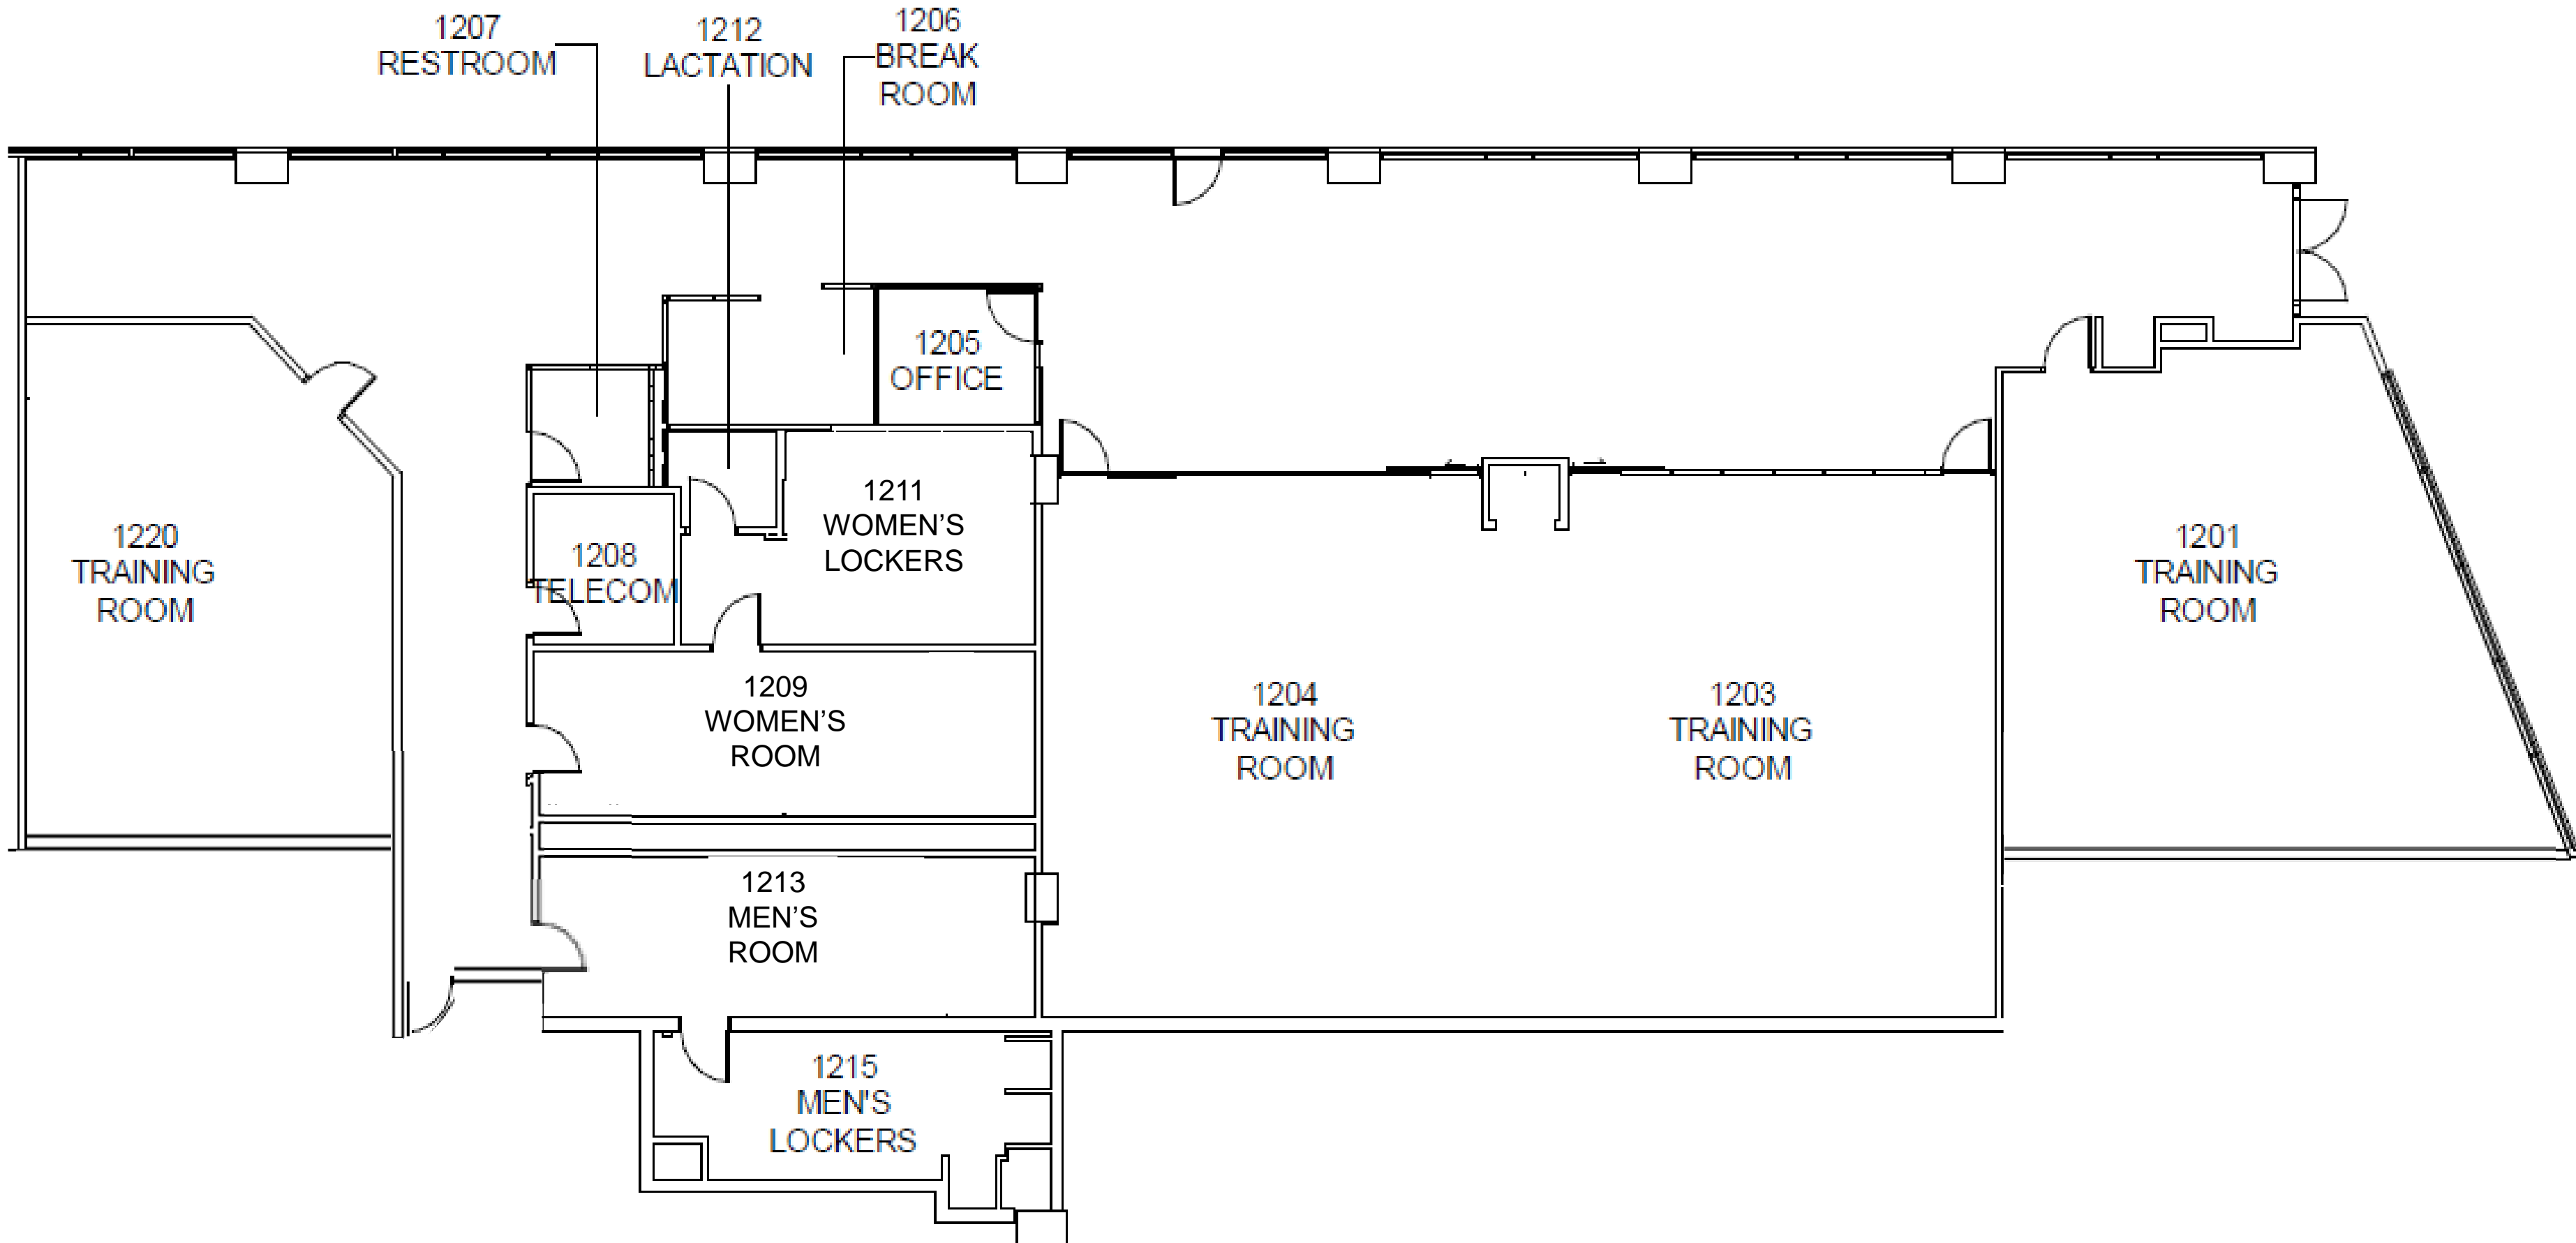 1207
RESTROOM
1212
LACTATION
1206
BREAK
ROOM
1205
OFFICE
1211
WOMEN'S
LOCKERS
1220
TRAINING
ROOM
1208
TELECOM
1201
TRAINING
ROOM
1209
WOMEN'S
ROOM
1204
TRAINING
ROOM
1203
TRAINING
ROOM
1213
MEN'S
ROOM
1215
MEN'S
LOCKERS